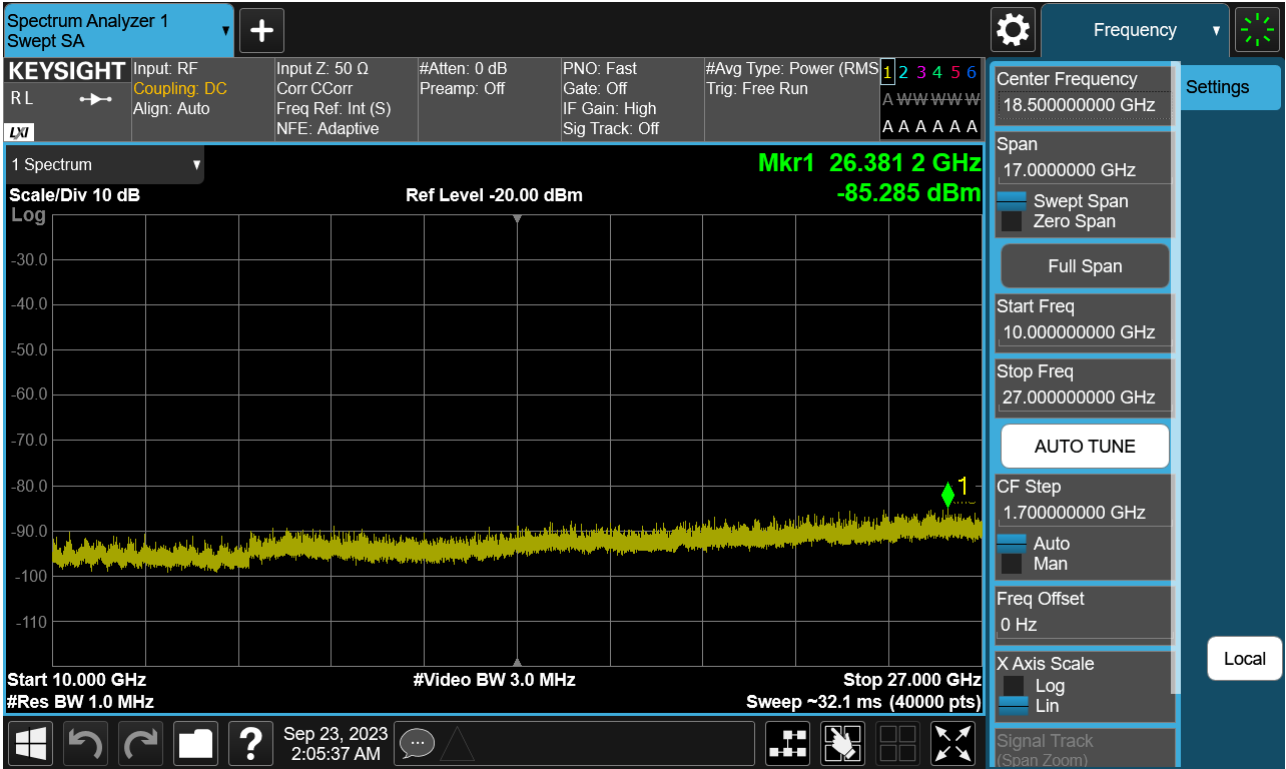 Spectrum Analyzer 1
Swept SA
Frequency
KEYSIGHT
R L
LXI
Input: RF
Coupling: DC
Align: Auto
Input Z: 50 Ω
Corr CCorr
Freq Ref: Int (S)
NFE: Adaptive
#Atten: 0 dB
Preamp: Off
PNO: Fast
Gate: Off
IF Gain: High
Sig Track: Off
#Avg Type: Power (RMS
Trig: Free Run
1 2 3 4 5 6
A W W W W W
A A A A A A
1 Spectrum
Mkr1 26.381 2 GHz
Scale/Div 10 dB
Ref Level -20.00 dBm
-85.285 dBm
Log
-30.0
-40.0
-50.0
-60.0
-70.0
-80.0
1
-90.0
-100
-110
Start 10.000 GHz
#Video BW 3.0 MHz
Stop 27.000 GHz
#Res BW 1.0 MHz
Sweep ~32.1 ms (40000 pts)
Center Frequency
18.500000000 GHz
Span
17.0000000 GHz
Swept Span
Zero Span
Full Span
Start Freq
10.000000000 GHz
Stop Freq
27.000000000 GHz
AUTO TUNE
CF Step
1.700000000 GHz
Auto
Man
Freq Offset
0 Hz
X Axis Scale
Log
Lin
Signal Track
(Span Zoom)
Settings
Local
?
Sep 23, 2023
2:05:37 AM